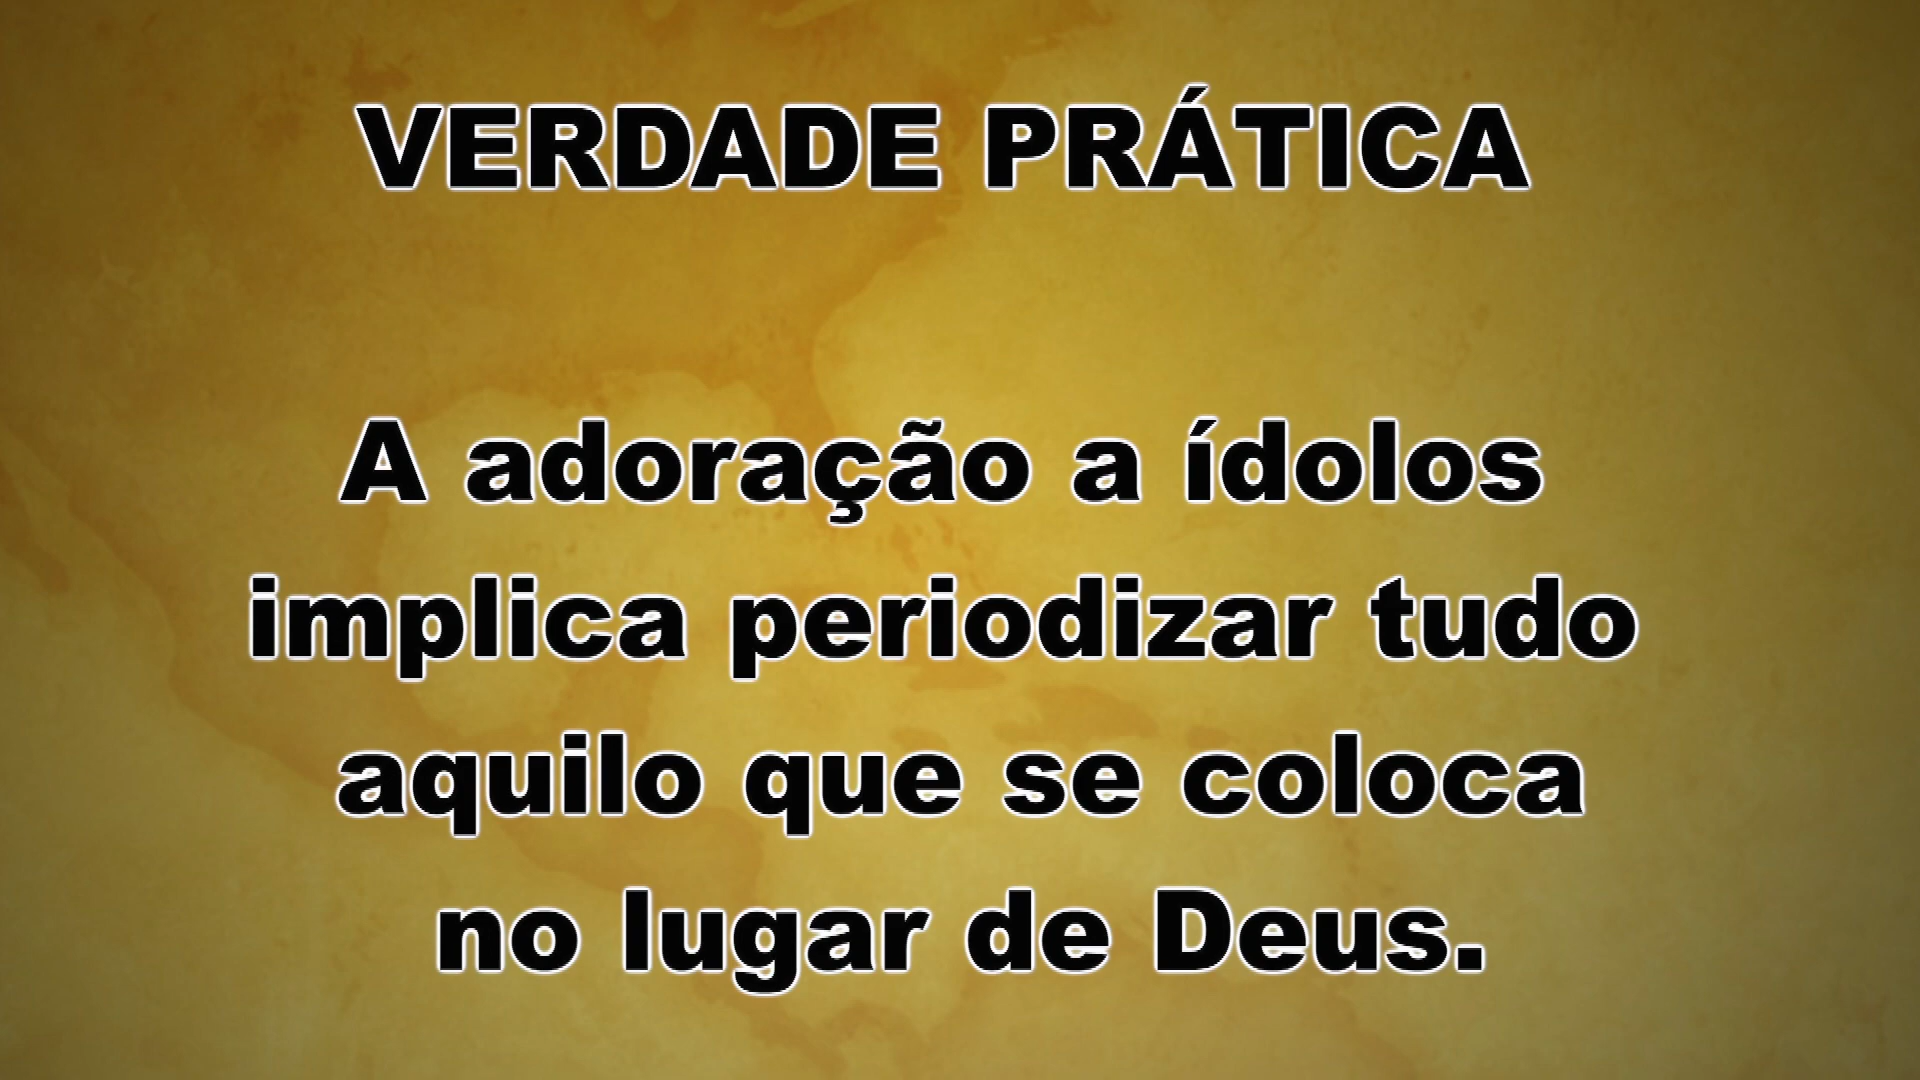 VERDADE PRÁTICA
A adoração a ídolos
implica periodizar tudo
aquilo que se coloca
no lugar de Deus.